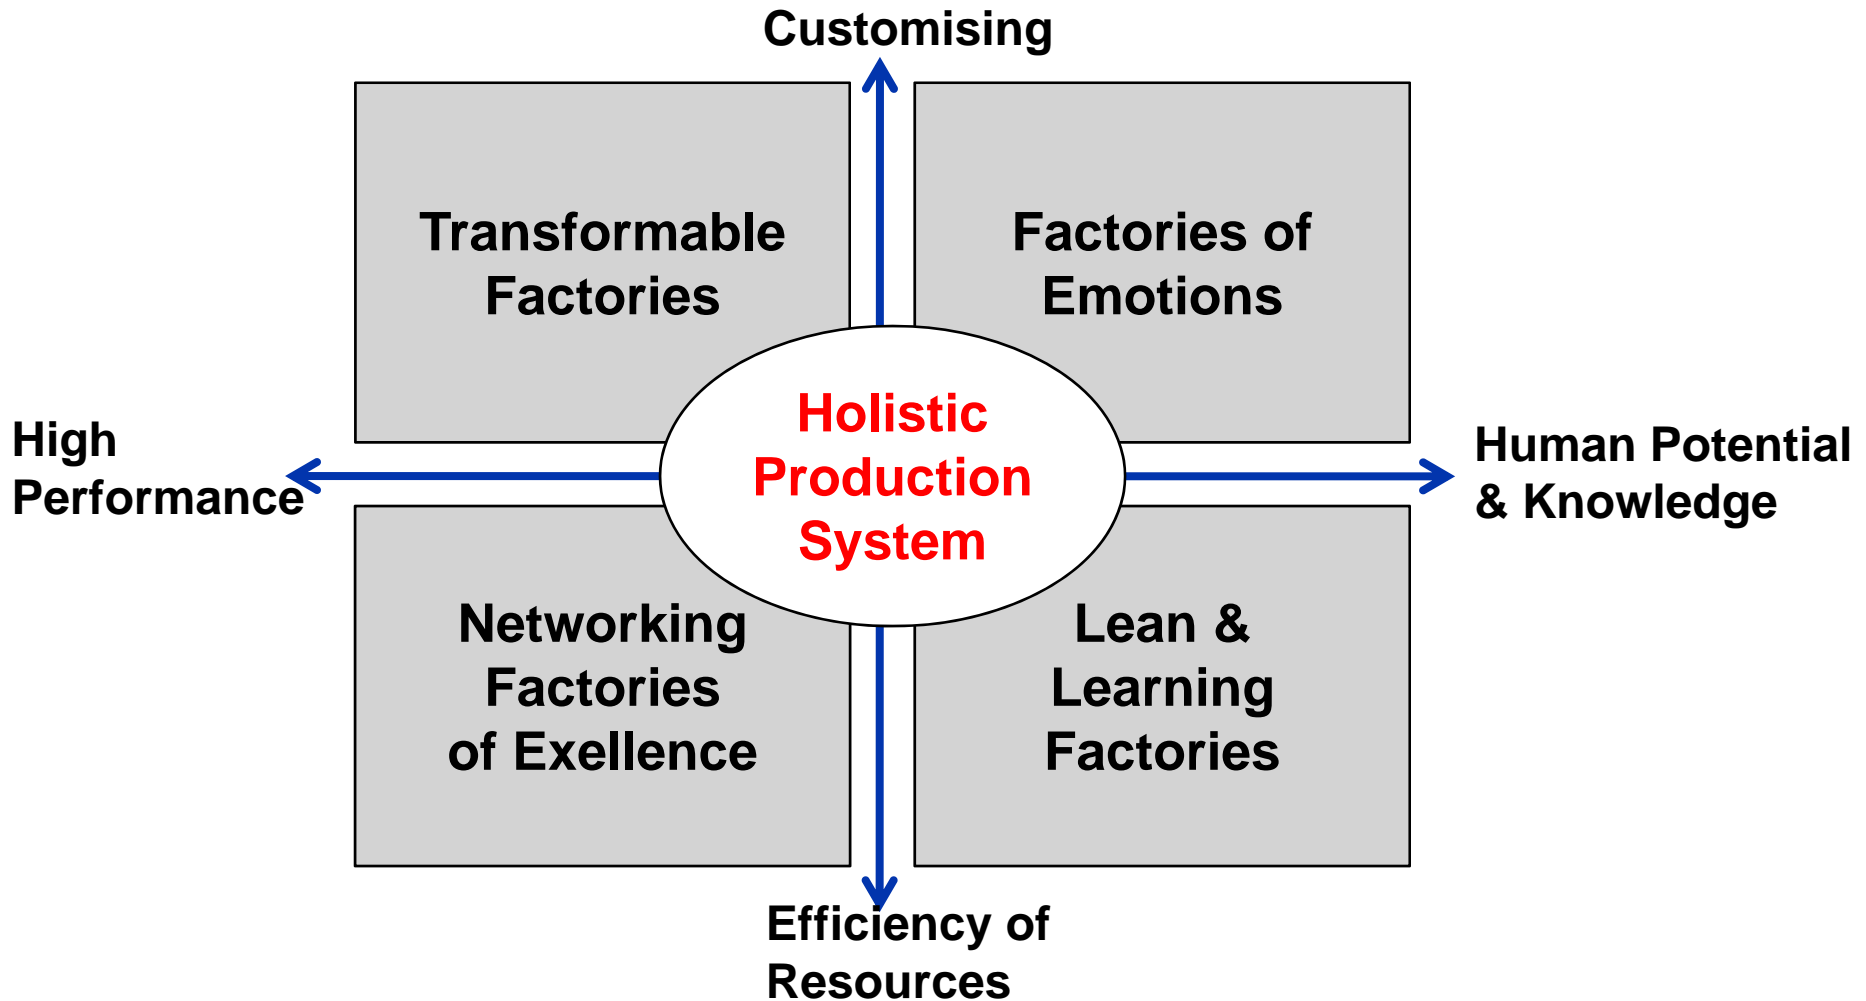 Customising
Transformable
Factories
Factories of
Emotions
High
Performance
Holistic
Production
System
Human Potential
& Knowledge
Networking
Factories
of Exellence
Lean &
Learning
Factories
Efficiency of
Resources